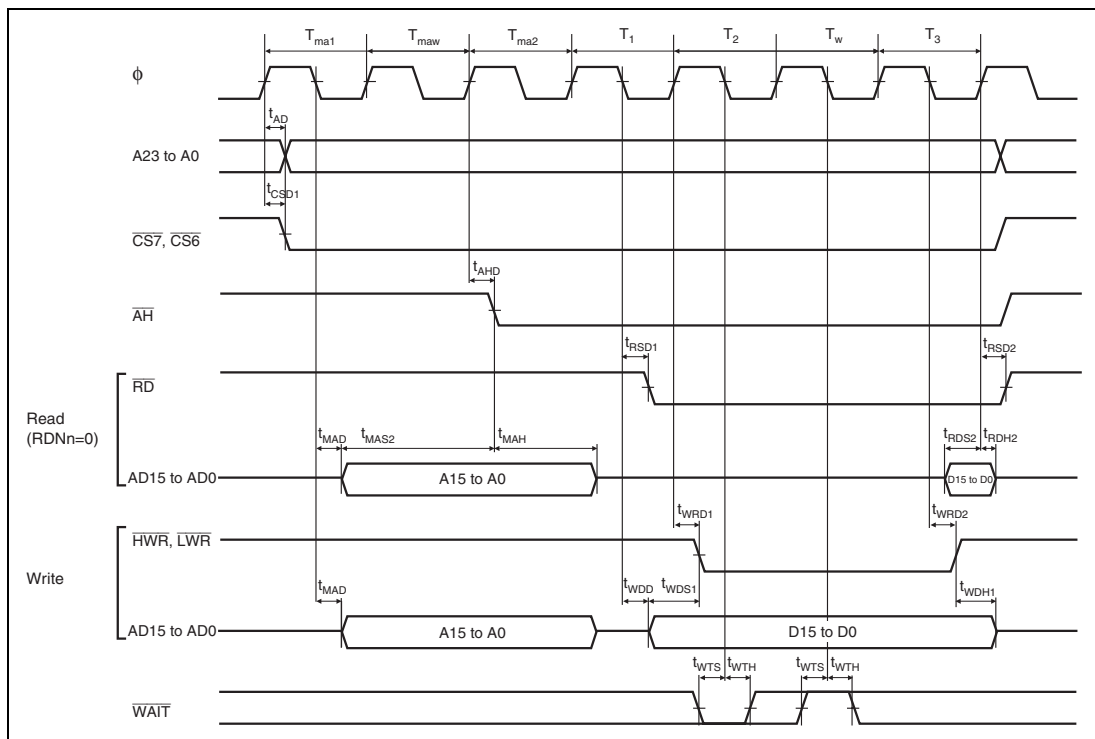 Tma1 Tmaw Tma2 T1 T2 Tw T3
ϕ
tAD
A23 to A0
tCSD1
CS7, CS6
tAHD
AH
tRSD1 tRSD2
RD
Read
(RDNn=0)
tMAD tMAS2 tMAH tRDS2 tRDH2
AD15 to AD0 A15 to A0 D15 to D0
tWRD1 tWRD2
HWR, LWR
Write
tMAD tWDD tWDS1 tWDH1
AD15 to AD0 A15 to A0 D15 to D0
tWTS tWTH tWTS tWTH
WAIT